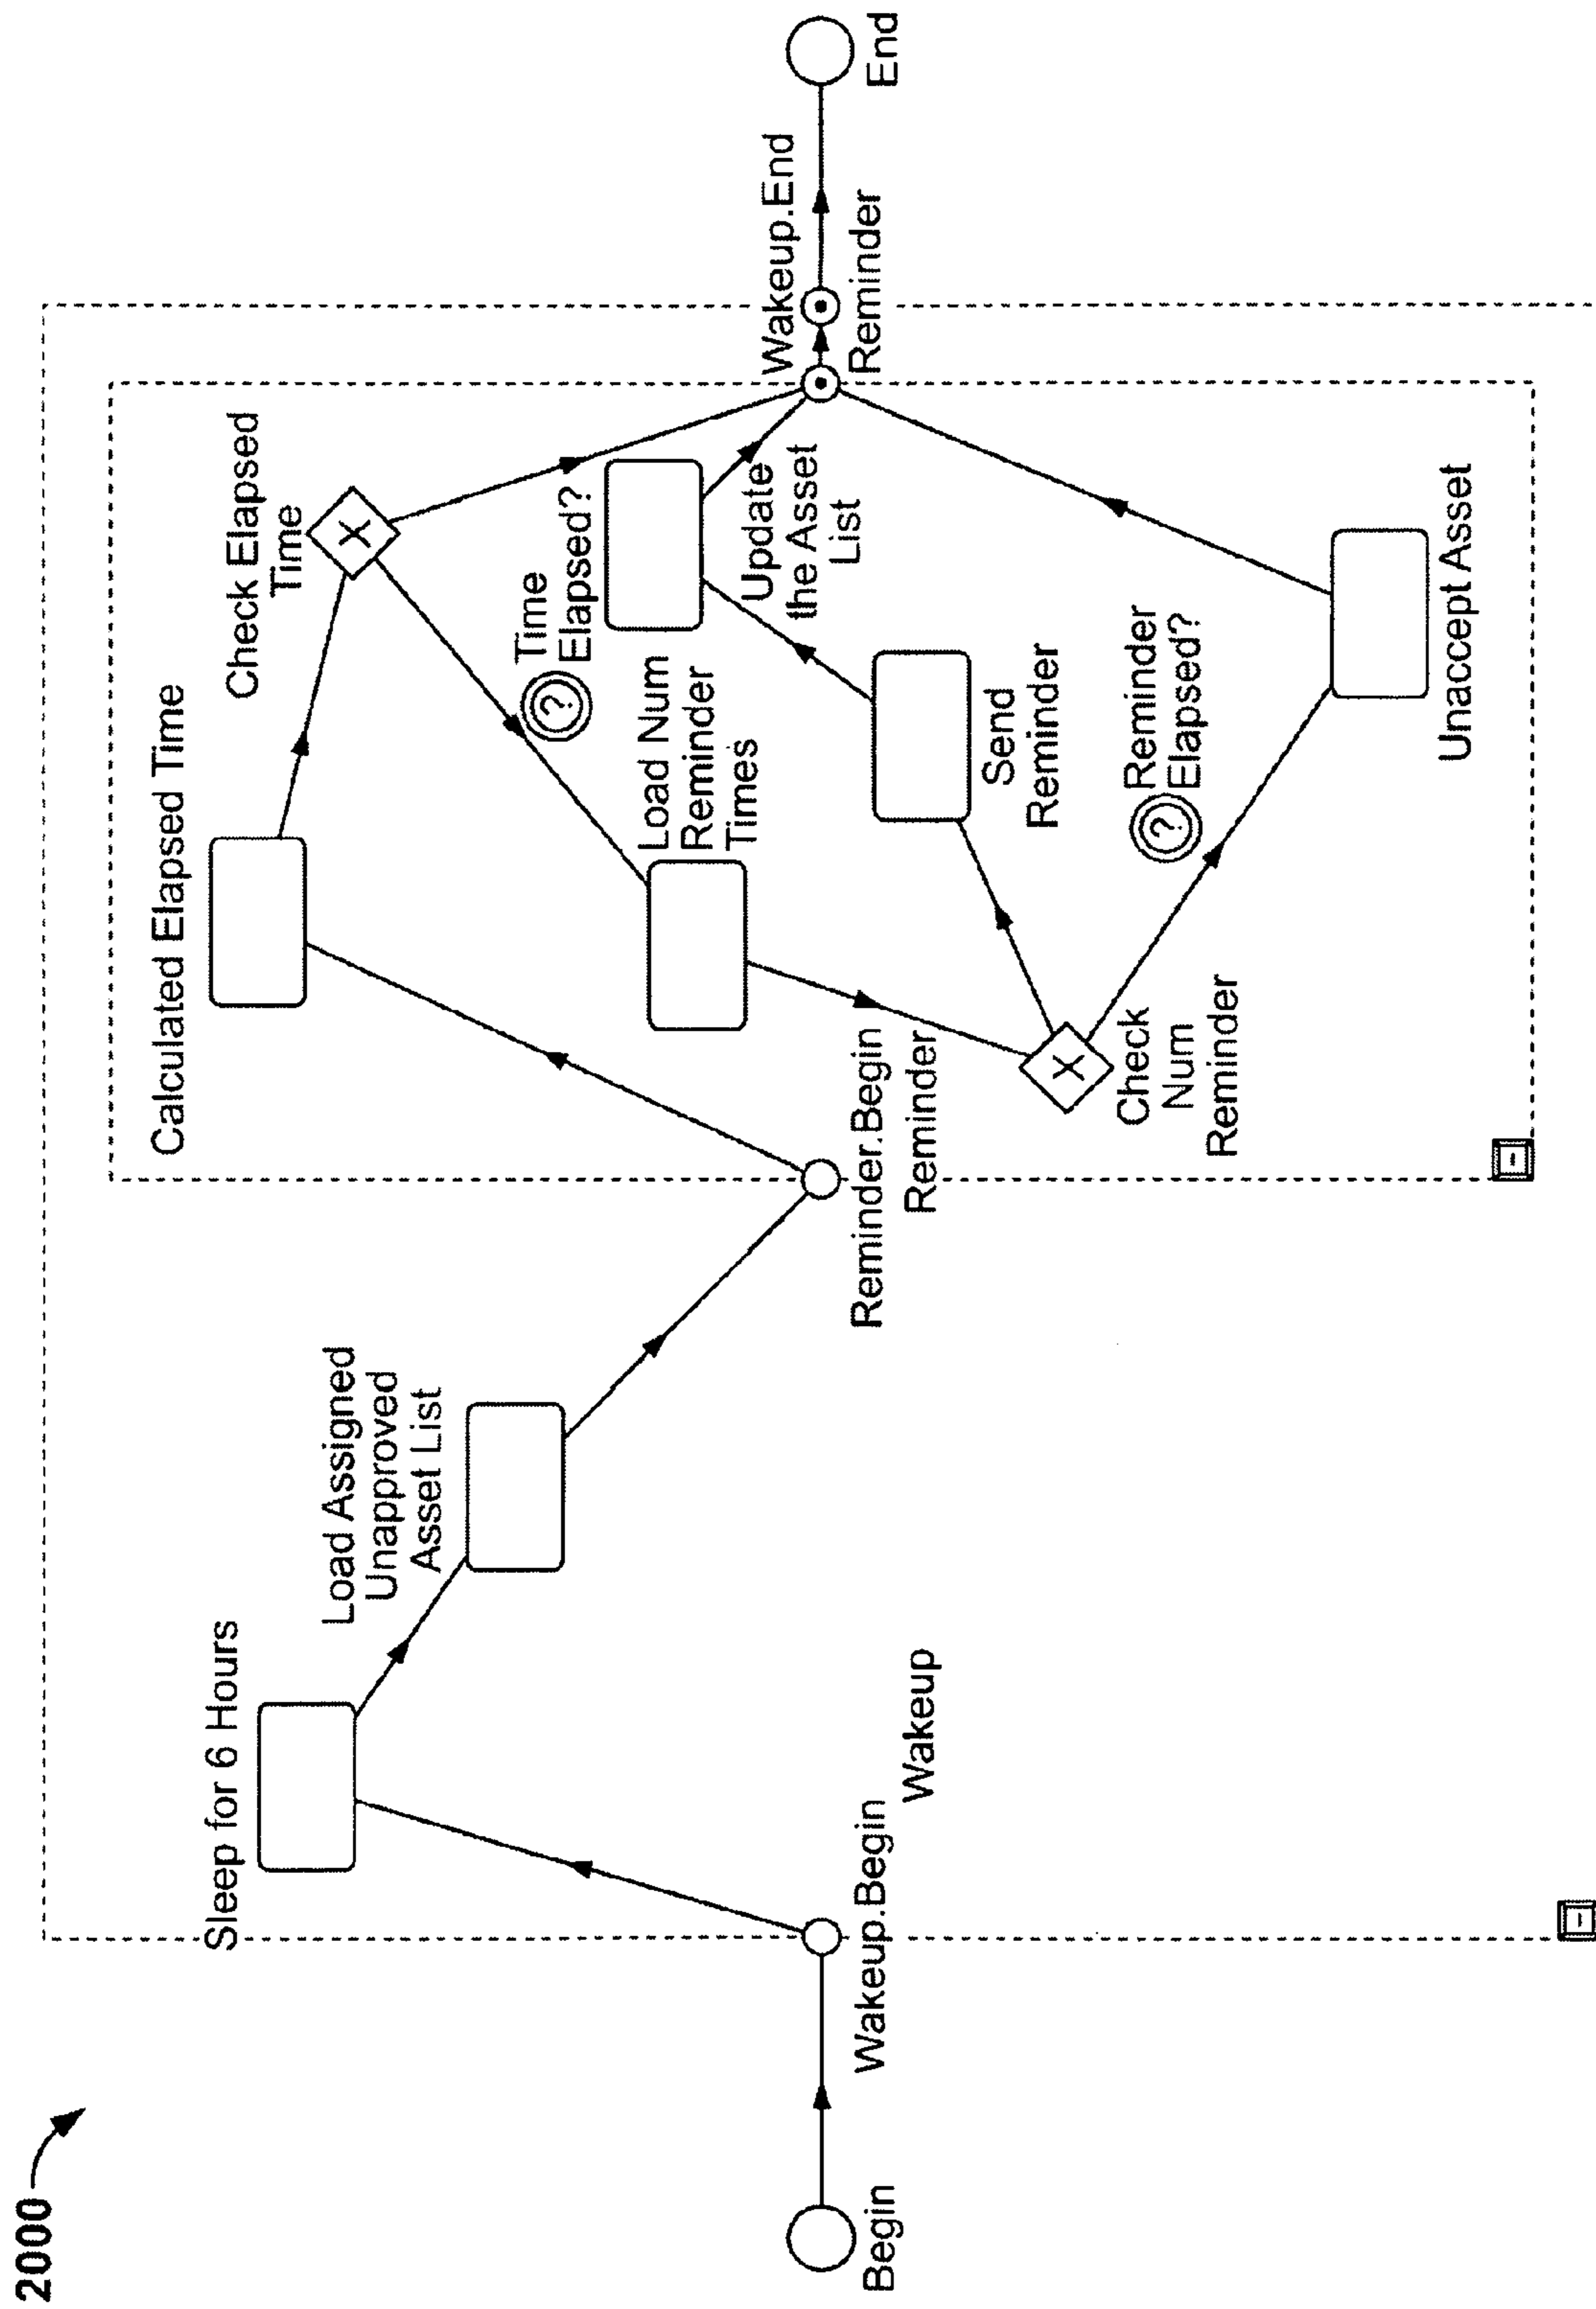 2000
Begin
Wakeup.Begin
Wakeup
Sleep for 6 Hours
Load Assigned
Unapproved
Asset List
Reminder.Begin
Reminder
Calculated Elapsed Time
Check Elapsed
Time
?
Time
Elapsed?
Load Num
Reminder
Times
X
Check
Num
Reminder
X
Send
Reminder
Update
the Asset
List
?
Reminder
Elapsed?
Unaccept Asset
Wakeup.End
Reminder
End
-
-